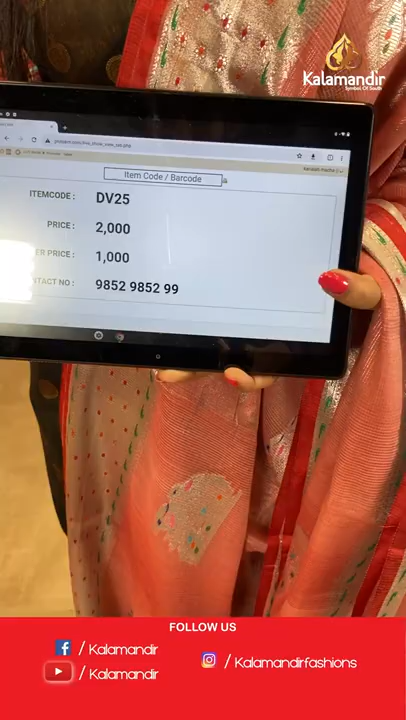 Kalamandir
Symbol Of South
Item Code / Barcode
ITEMCODE : DV25
PRICE : 2,000
ER PRICE : 1,000
NTACT NO : 9852 9852 99
FOLLOW US
/ Kalamandir
/ Kalamandir
/ Kalamandirfashions